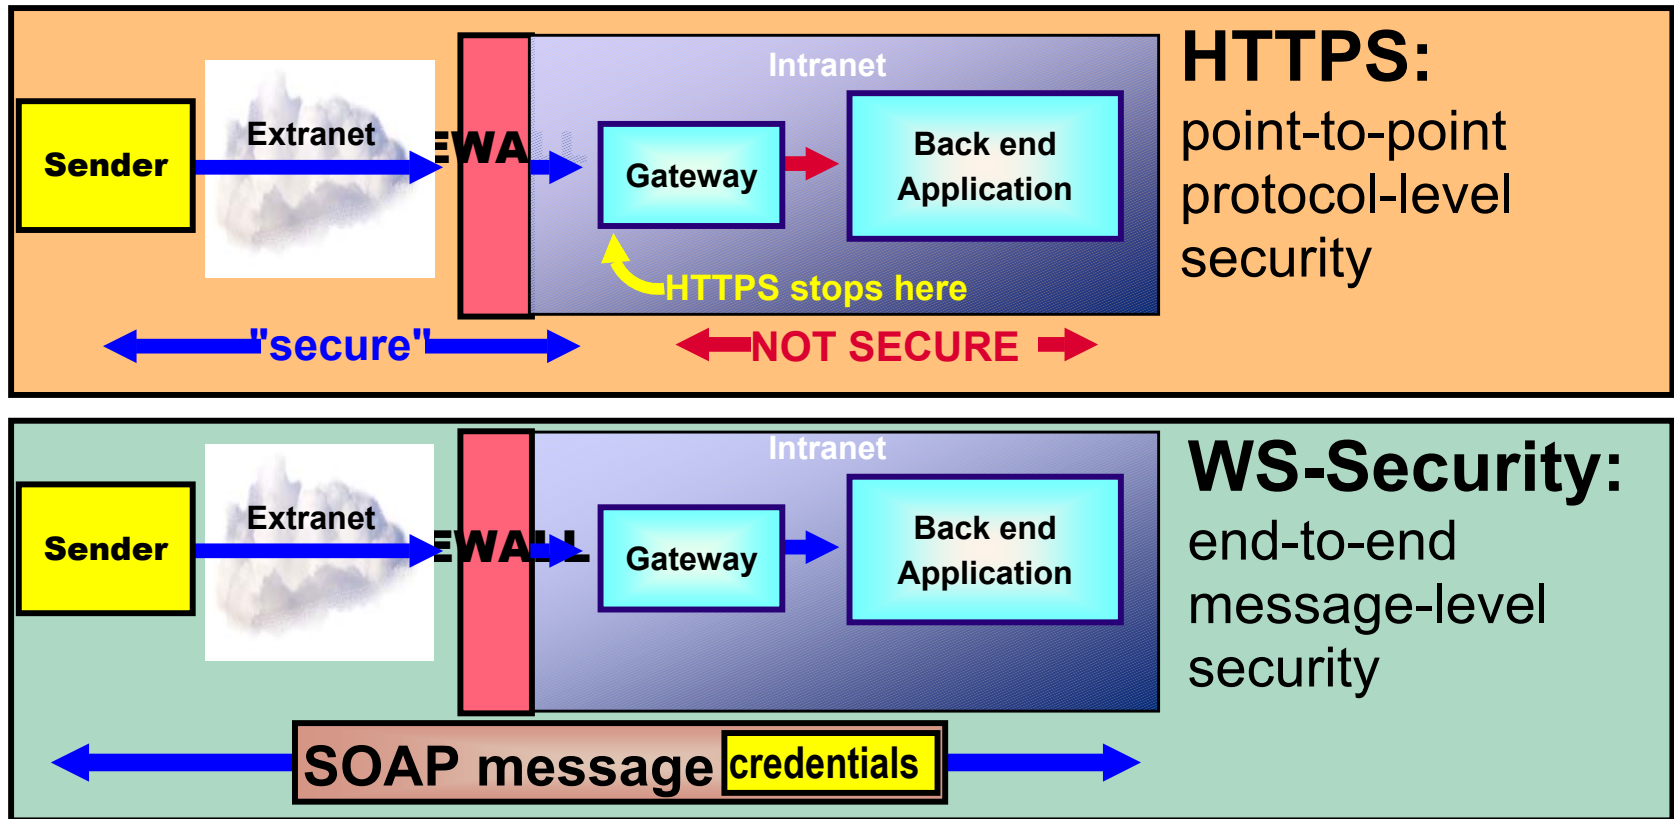 HTTPS:
point-to-point
protocol-level
security
Intranet
Sender
Extranet
EWALL
Gateway
Back end
Application
HTTPS stops here
"secure"
NOT SECURE
WS-Security:
end-to-end
message-level
security
Intranet
Sender
Extranet
EWALL
Gateway
Back end
Application
SOAP message credentials